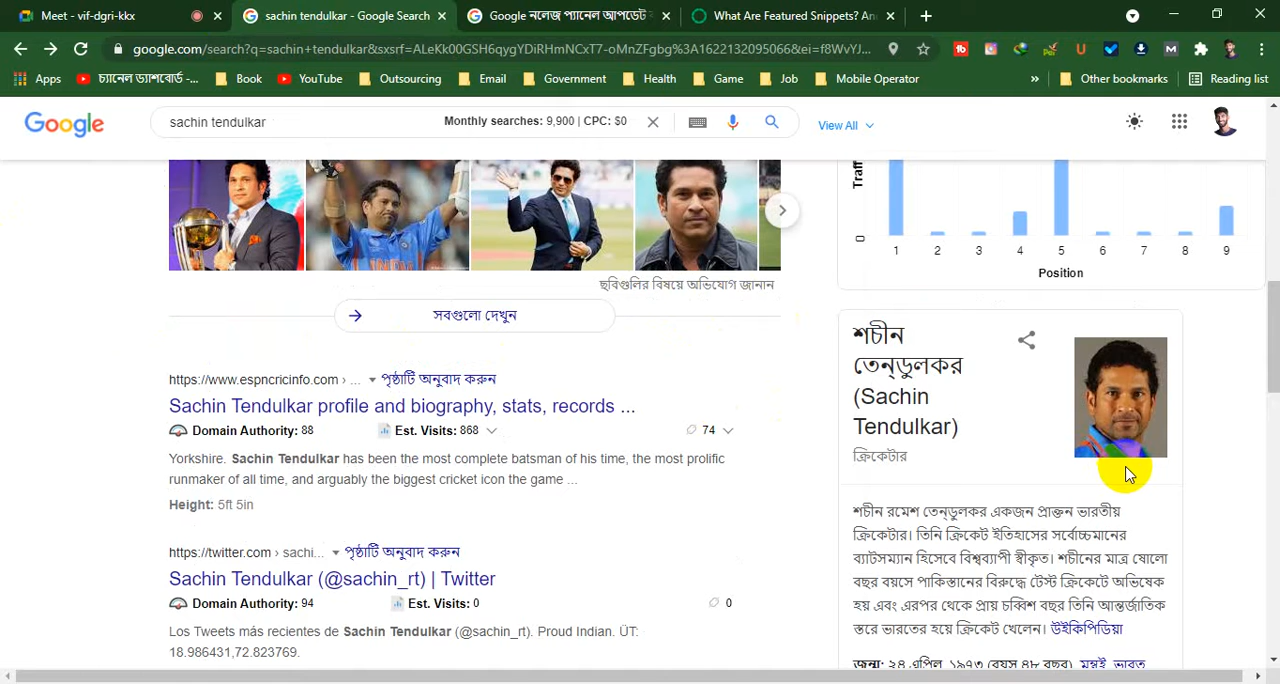 Meet - vif-dgri-kkx
sachin tendulkar - Google Search
Google নলেজ প্যানেল আপডেট
What Are Featured Snippets? An
google.com/search?q=sachin+tendulkar&sxsrf=ALeKk00GSH6qygYDiRHmNCxT7-oMnZFgbg%3A1622132095066&ei=f8WvYJ...
Apps
চ্যানেল ড্যাশবোর্ড -...
Book
YouTube
Outsourcing
Email
Government
Health
Game
Job
Mobile Operator
»
Other bookmarks
Reading list
Google
sachin tendulkar
Monthly searches: 9,900 | CPC: $0
View All
ছবিগুলির বিষয়ে অভিযোগ জানান
সবগুলো দেখুন
https://www.espncricinfo.com › ... পৃষ্ঠাটি অনুবাদ করুন
Sachin Tendulkar profile and biography, stats, records ...
Domain Authority: 88 Est. Visits: 868 74
Yorkshire. Sachin Tendulkar has been the most complete batsman of his time, the most prolific
runmaker of all time, and arguably the biggest cricket icon the game ...
Height: 5ft 5in
https://twitter.com › sachi... পৃষ্ঠাটি অনুবাদ করুন
Sachin Tendulkar (@sachin_rt) | Twitter
Domain Authority: 94 Est. Visits: 0 0
Los Tweets más recientes de Sachin Tendulkar (@sachin_rt). Proud Indian. ÜT:
18.986431,72.823769.
Traff
0
1 2 3 4 5 6 7 8 9
Position
শচীন
তেন্ডুলকর
(Sachin
Tendulkar)
ক্রিকেটার
শচীন রমেশ তেন্ডুলকর একজন প্রাক্তন ভারতীয়
ক্রিকেটার। তিনি ক্রিকেট ইতিহাসের সর্বোচ্চমানের
ব্যাটসম্যান হিসেবে বিশ্বব্যাপী স্বীকৃত। শচীনের মাত্র ষোলো
বছর বয়সে পাকিস্তানের বিরুদ্ধে টেস্ট ক্রিকেটে অভিষেক
হয় এবং এরপর থেকে প্রায় চব্বিশ বছর তিনি আন্তর্জাতিক
স্তরে ভারতের হয়ে ক্রিকেট খেলেন। উইকিপিডিয়া
জন্ম: ২৪ এপ্রিল, ১৯৭৩ (বয়স ৪৮ বছর), মুম্বই, ভারত